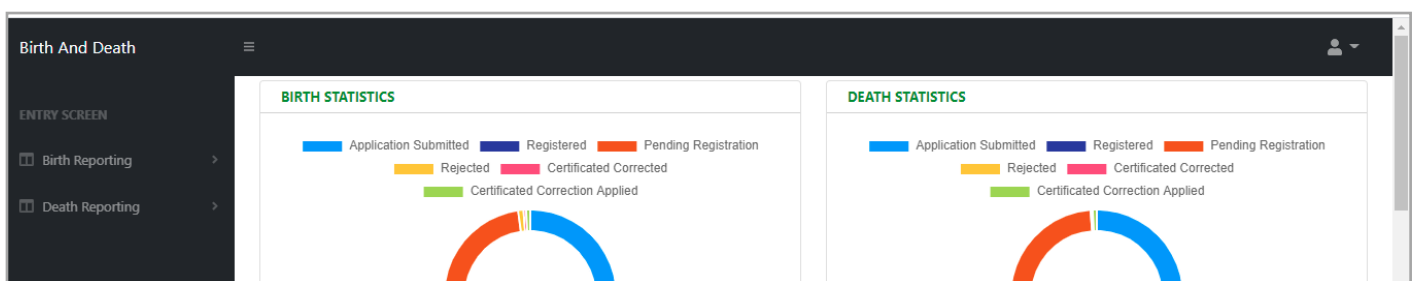 Birth And Death
ENTRY SCREEN
Birth Reporting
Death Reporting
BIRTH STATISTICS
Application Submitted Registered Pending Registration
Rejected Certificated Corrected
Certificated Correction Applied
DEATH STATISTICS
Application Submitted Registered Pending Registration
Rejected Certificated Corrected
Certificated Correction Applied